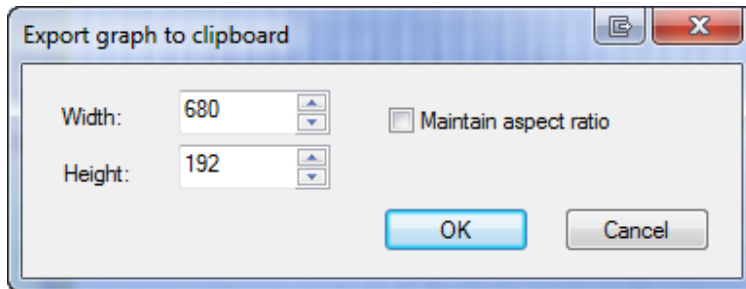 Export graph to clipboard
Width: 680
Maintain aspect ratio
Height: 192
OK Cancel